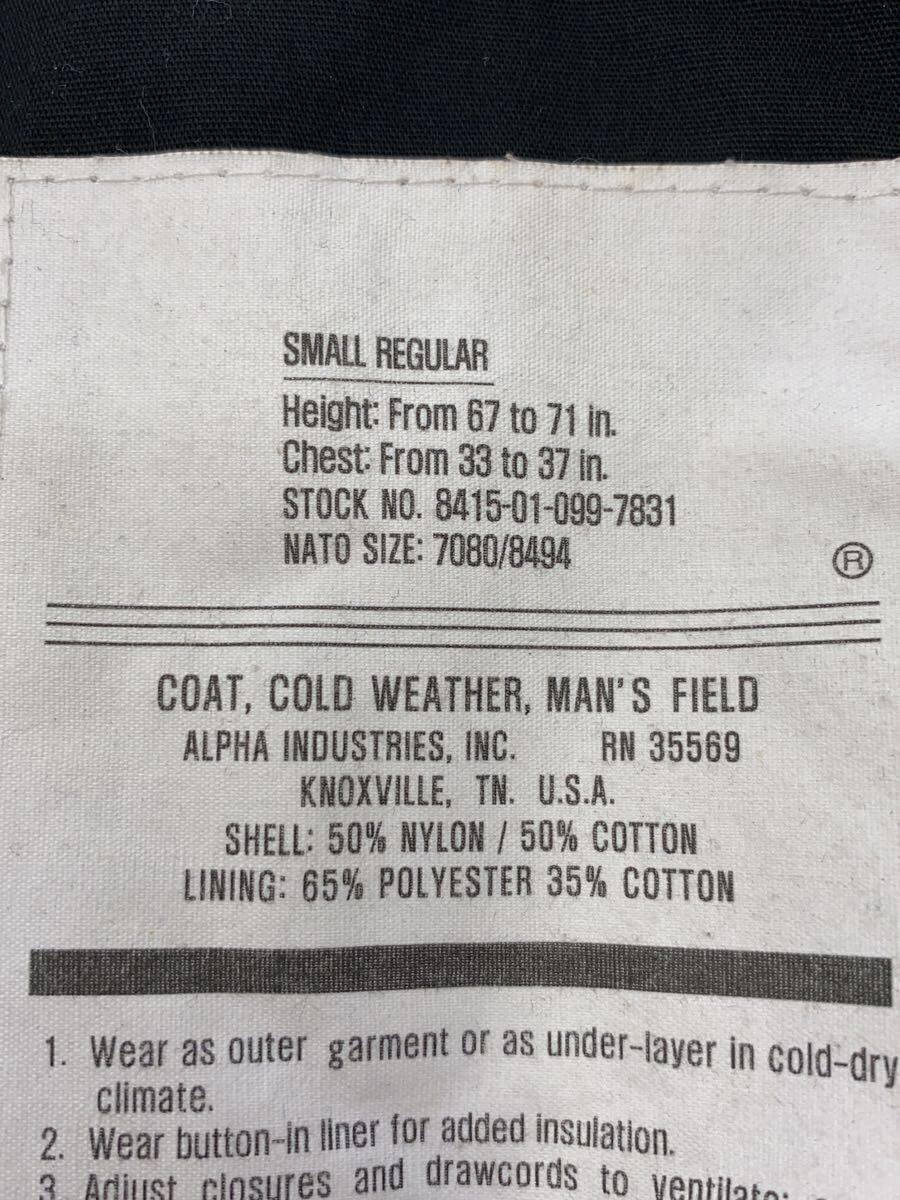 SMALL REGULAR
Height: From 67 to 71 in.
Chest: From 33 to 37 in.
STOCK NO. 8415-01-099-7831
NATO SIZE: 7080/8494
®
COAT, COLD WEATHER, MAN'S FIELD
ALPHA INDUSTRIES, INC. RN 35569
KNOXVILLE, TN. U.S.A.
SHELL: 50% NYLON / 50% COTTON
LINING: 65% POLYESTER 35% COTTON
1. Wear as outer garment or as under-layer in cold-dry
climate.
2. Wear button-in liner for added insulation.
3 Adjust closures and drawcords to ventilate;